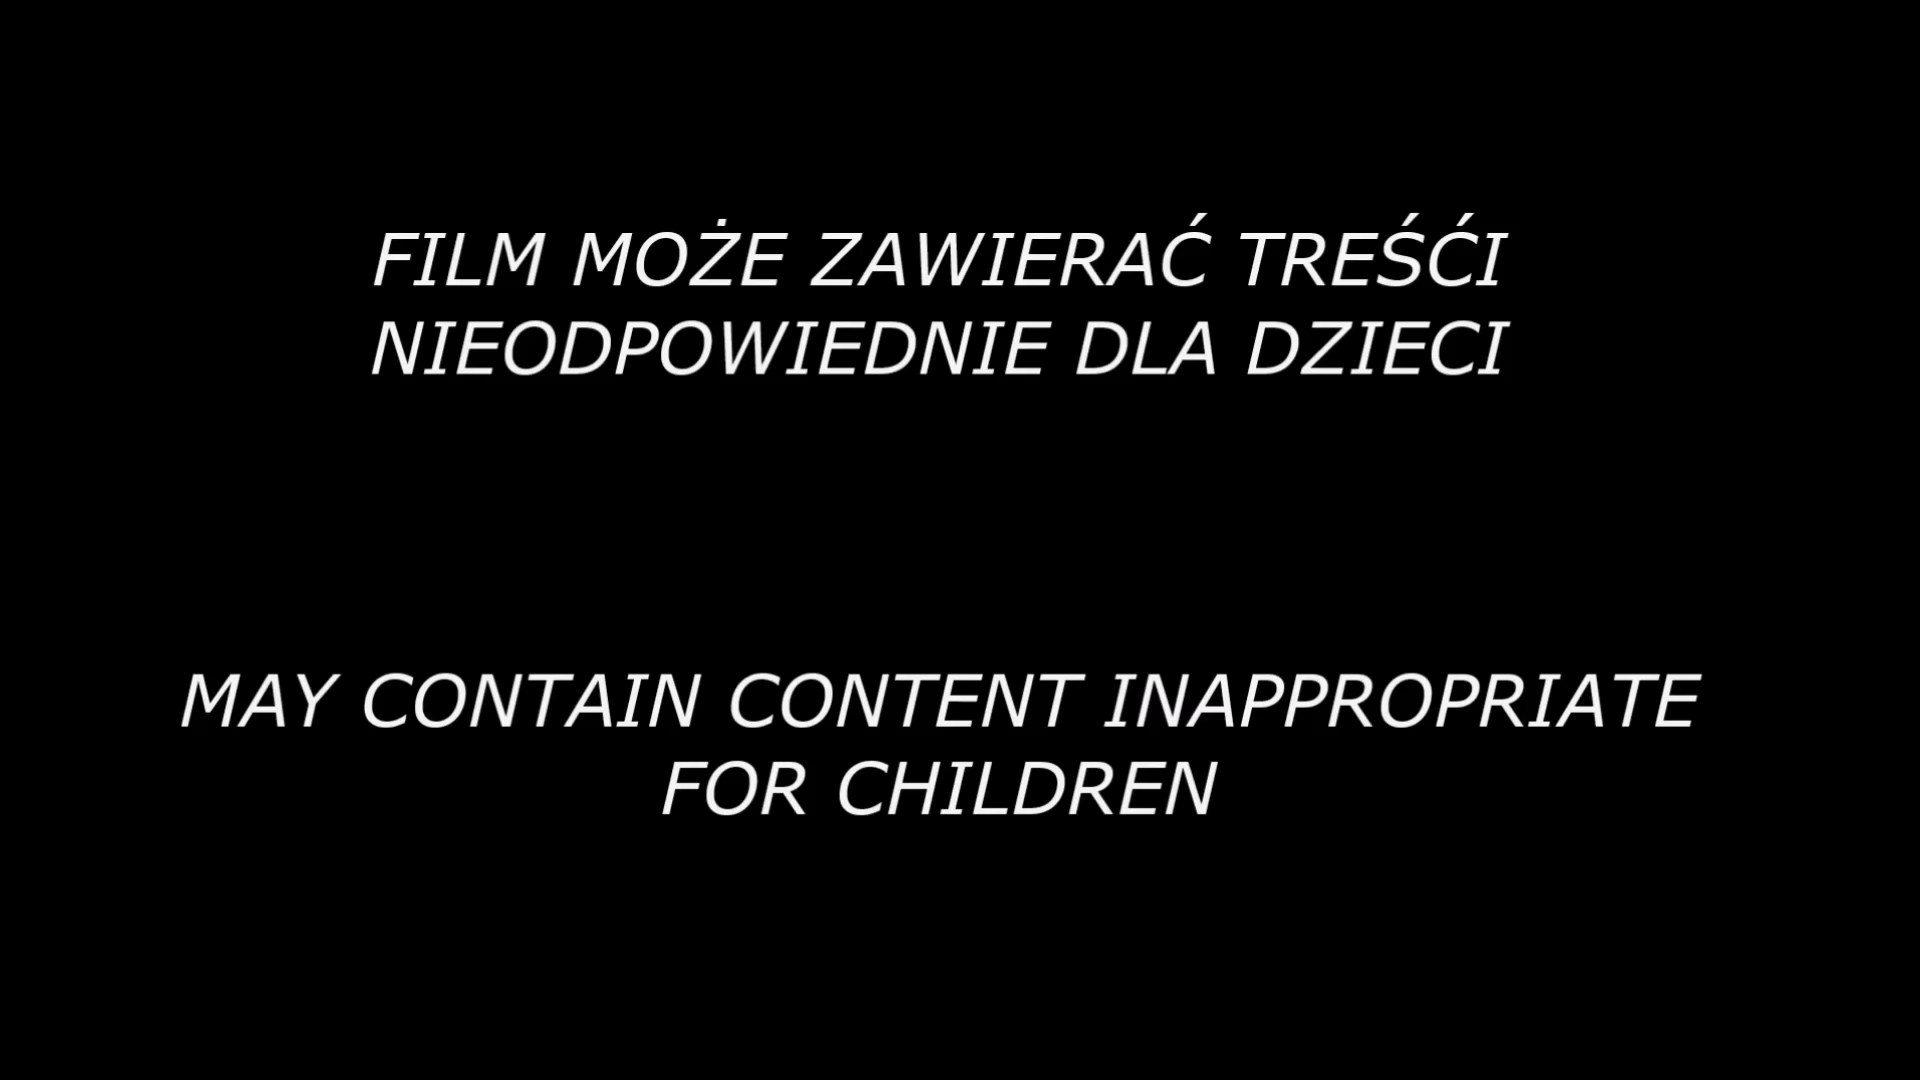 FILM MOŻE ZAWIERAĆ TREŚĆI
NIEODPOWIEDNIE DLA DZIECI
MAY CONTAIN CONTENT INAPPROPRIATE
FOR CHILDREN